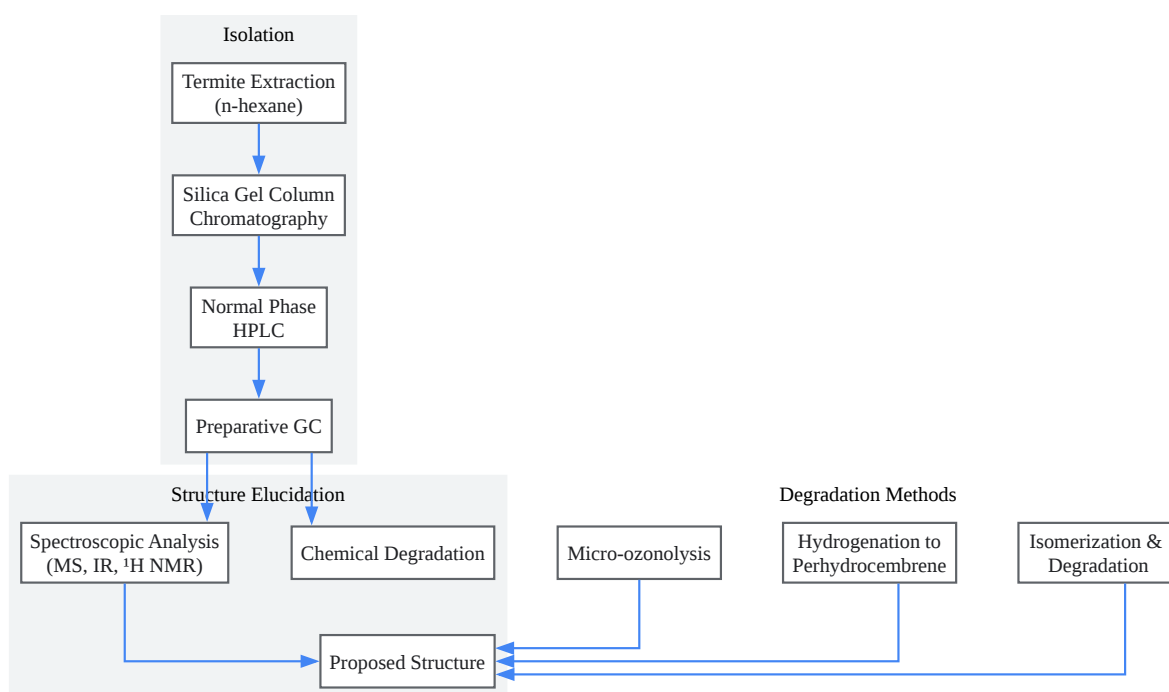 Isolation
Termite Extraction
(n-hexane)
Silica Gel Column
Chromatography
Normal Phase
HPLC
Preparative GC
Structure Elucidation
Degradation Methods
Spectroscopic Analysis
(MS, IR, ¹H NMR)
Chemical Degradation
Micro-ozonolysis
Hydrogenation to
Perhydrocembrene
Isomerization &
Degradation
Proposed Structure